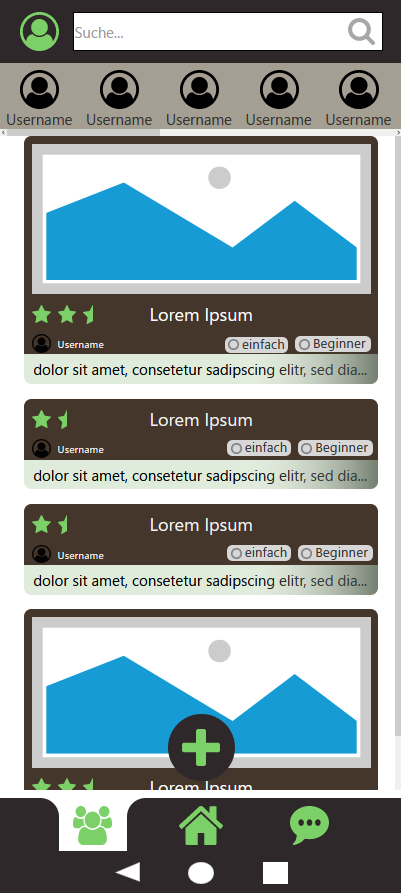 Suche...
Username Username Username Username Username
Lorem Ipsum
Username einfach Beginner
dolor sit amet, consetetur sadipscing elitr, sed dia...
Lorem Ipsum
Username einfach Beginner
dolor sit amet, consetetur sadipscing elitr, sed dia...
Lorem Ipsum
Username einfach Beginner
dolor sit amet, consetetur sadipscing elitr, sed dia...
Lorem Ipsum